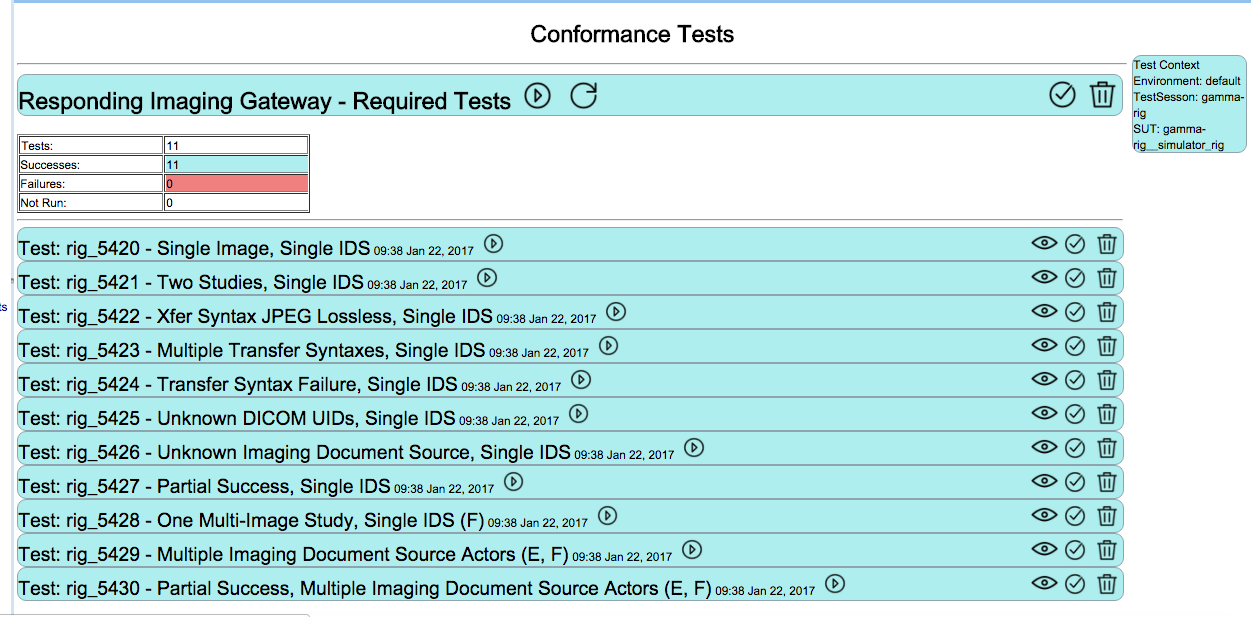 Conformance Tests
Responding Imaging Gateway - Required Tests
Test Context
Environment: default
TestSesson: gamma-
rig
SUT: gamma-
rig__simulator_rig
Tests: 11
Successes: 11
Failures: 0
Not Run: 0
Test: rig_5420 - Single Image, Single IDS 09:38 Jan 22, 2017
Test: rig_5421 - Two Studies, Single IDS 09:38 Jan 22, 2017
ts
Test: rig_5422 - Xfer Syntax JPEG Lossless, Single IDS 09:38 Jan 22, 2017
Test: rig_5423 - Multiple Transfer Syntaxes, Single IDS 09:38 Jan 22, 2017
Test: rig_5424 - Transfer Syntax Failure, Single IDS 09:38 Jan 22, 2017
Test: rig_5425 - Unknown DICOM UIDs, Single IDS 09:38 Jan 22, 2017
Test: rig_5426 - Unknown Imaging Document Source, Single IDS 09:38 Jan 22, 2017
Test: rig_5427 - Partial Success, Single IDS 09:38 Jan 22, 2017
Test: rig_5428 - One Multi-Image Study, Single IDS (F) 09:38 Jan 22, 2017
Test: rig_5429 - Multiple Imaging Document Source Actors (E, F) 09:38 Jan 22, 2017
Test: rig_5430 - Partial Success, Multiple Imaging Document Source Actors (E, F) 09:38 Jan 22, 2017